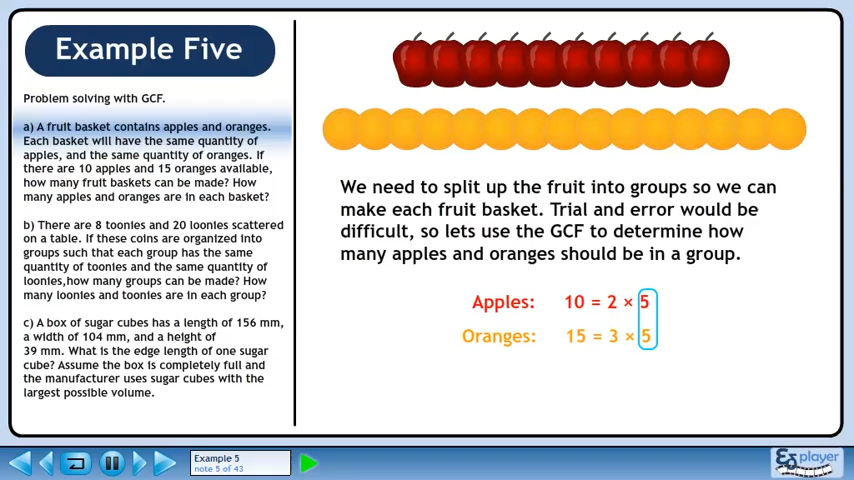 Example Five
Problem solving with GCF.
a) A fruit basket contains apples and oranges.
Each basket will have the same quantity of
apples, and the same quantity of oranges. If
there are 10 apples and 15 oranges available,
how many fruit baskets can be made? How
many apples and oranges are in each basket?
b) There are 8 toonies and 20 loonies scattered
on a table. If these coins are organized into
groups such that each group has the same
quantity of toonies and the same quantity of
loonies,how many groups can be made? How
many loonies and toonies are in each group?
c) A box of sugar cubes has a length of 156 mm,
a width of 104 mm, and a height of
39 mm. What is the edge length of one sugar
cube? Assume the box is completely full and
the manufacturer uses sugar cubes with the
largest possible volume.
We need to split up the fruit into groups so we can
make each fruit basket. Trial and error would be
difficult, so lets use the GCF to determine how
many apples and oranges should be in a group.
Apples: 10 = 2 × 5
Oranges: 15 = 3 × 5
Example 5
note 5 of 43
player